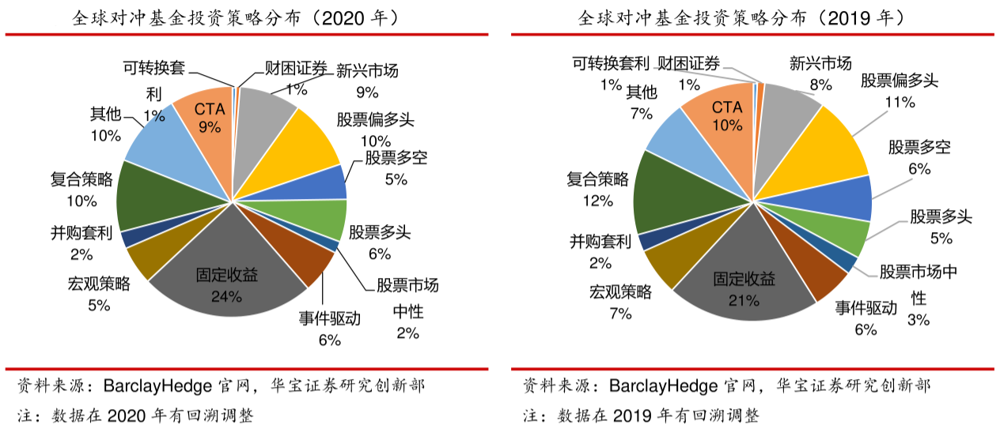 全球对冲基金投资策略分布（2020 年）
可转换套
利
1%
财困证券
1%
新兴市场
9%
股票偏多头
10%
股票多空
5%
股票多头
6%
股票市场
中性
2%
事件驱动
6%
固定收益
24%
宏观策略
5%
并购套利
2%
复合策略
10%
其他
10%
CTA
9%
资料来源：BarclayHedge 官网，华宝证券研究创新部
注：数据在 2020 年有回溯调整
全球对冲基金投资策略分布（2019 年）
可转换套利
1%
财困证券
1%
新兴市场
8%
股票偏多头
11%
股票多空
6%
股票多头
5%
股票市场中
性
3%
事件驱动
6%
固定收益
21%
宏观策略
7%
并购套利
2%
复合策略
12%
其他
7%
CTA
10%
资料来源：BarclayHedge 官网，华宝证券研究创新部
注：数据在 2019 年有回溯调整